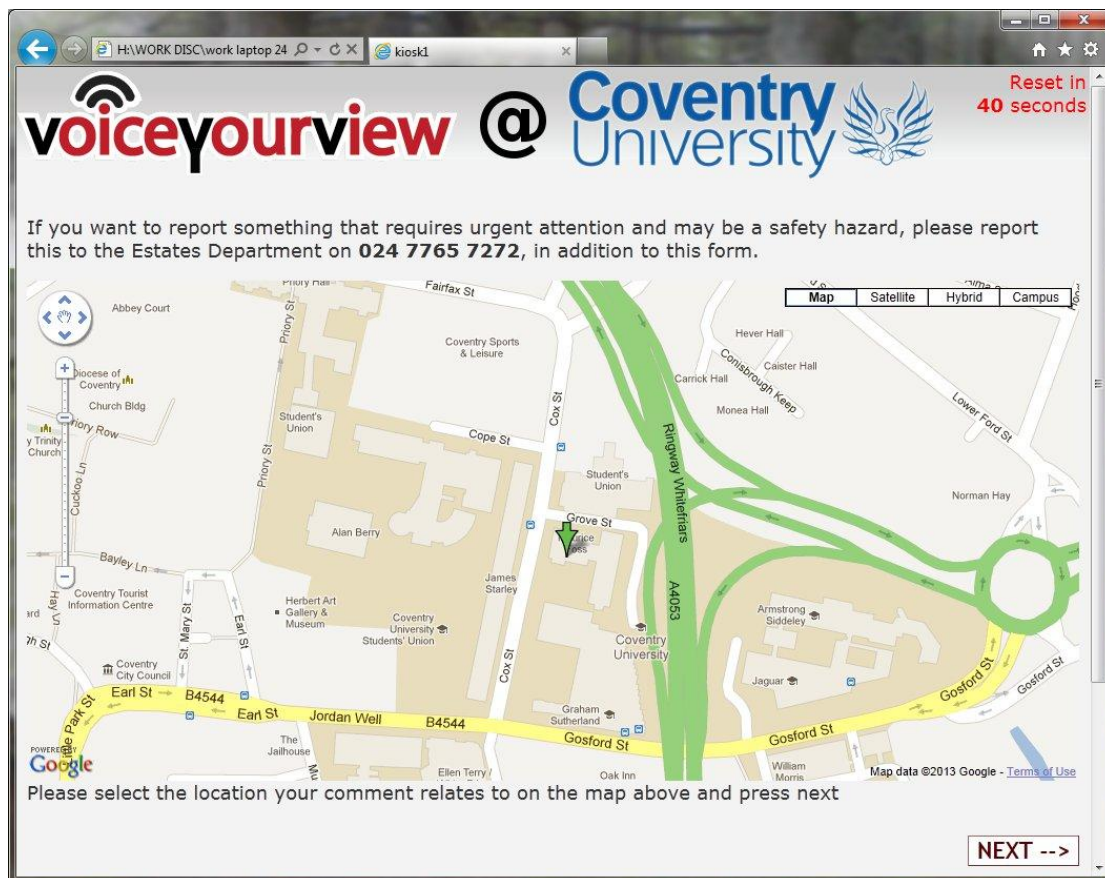 H:\WORK DISC\work laptop 24
kiosk1
voiceyourview @ Coventry University
Reset in
40 seconds
If you want to report something that requires urgent attention and may be a safety hazard, please report
this to the Estates Department on 024 7765 7272, in addition to this form.
Map Satellite Hybrid Campus
Priory Hall
Fairfax St
Abbey Court
Priory St
Coventry Sports
& Leisure
Hever Hall
Caister Hall
Conisbrough Keep
Carrick Hall
Monea Hall
Lower Ford St
Diocese of
Coventry
Church Bldg
Priory Row
y Trinity
Church
Cuckoo Ln
Student's
Union
Priory St
Cope St
Cox St
Ringway Whitefriars
Student's
Union
Norman Hay
Alan Berry
Grove St
Bayley Ln
James
Starley
A4053
Coventry Tourist
Information Centre
Hay Ln
St. Mary St
Earl St
Herbert Art
Gallery &
Museum
Coventry
University
Students' Union
Coventry
University
Armstrong
Siddeley
Coventry
City Council
Cox St
Jaguar
Gosford St
Gosford St
Earl St B4544
Earl St
Jordan Well B4544
Graham
Sutherland
Gosford St
Gosford St
The
Jailhouse
Ellen Terry
Oak Inn
William
Morris
POWERED BY
Google
Map data ©2013 Google - Terms of Use
Please select the location your comment relates to on the map above and press next
NEXT -->